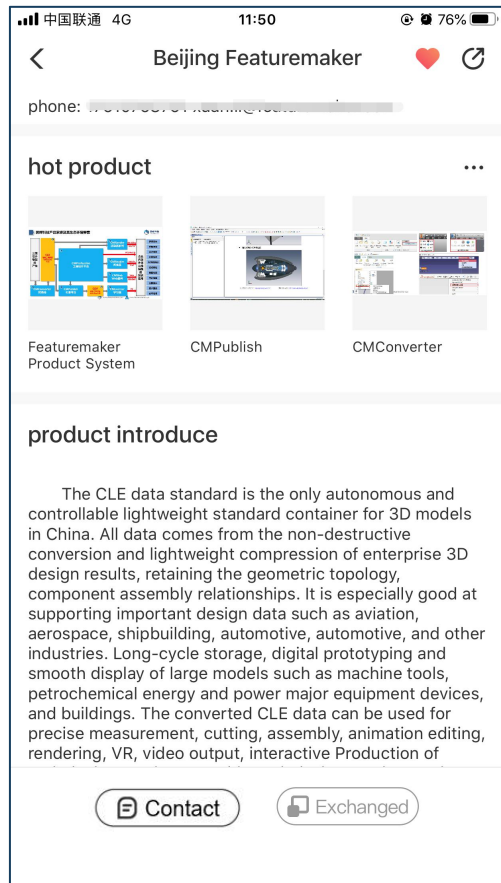 中国联通 4G 11:50 76%
Beijing Featuremaker
phone:
hot product
Featuremaker
Product System
CMPublish
CMConverter
product introduce
The CLE data standard is the only autonomous and
controllable lightweight standard container for 3D models
in China. All data comes from the non-destructive
conversion and lightweight compression of enterprise 3D
design results, retaining the geometric topology,
component assembly relationships. It is especially good at
supporting important design data such as aviation,
aerospace, shipbuilding, automotive, automotive, and other
industries. Long-cycle storage, digital prototyping and
smooth display of large models such as machine tools,
petrochemical energy and power major equipment devices,
and buildings. The converted CLE data can be used for
precise measurement, cutting, assembly, animation editing,
rendering, VR, video output, interactive Production of
Contact
Exchanged